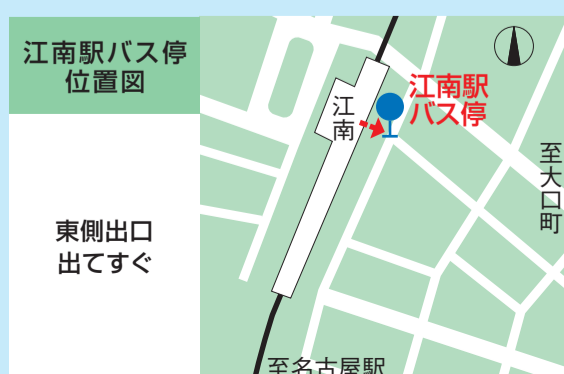 江南駅バス停
位置図
東側出口
出てすぐ
江南
江南駅
バス停
至大口町
至名古屋駅